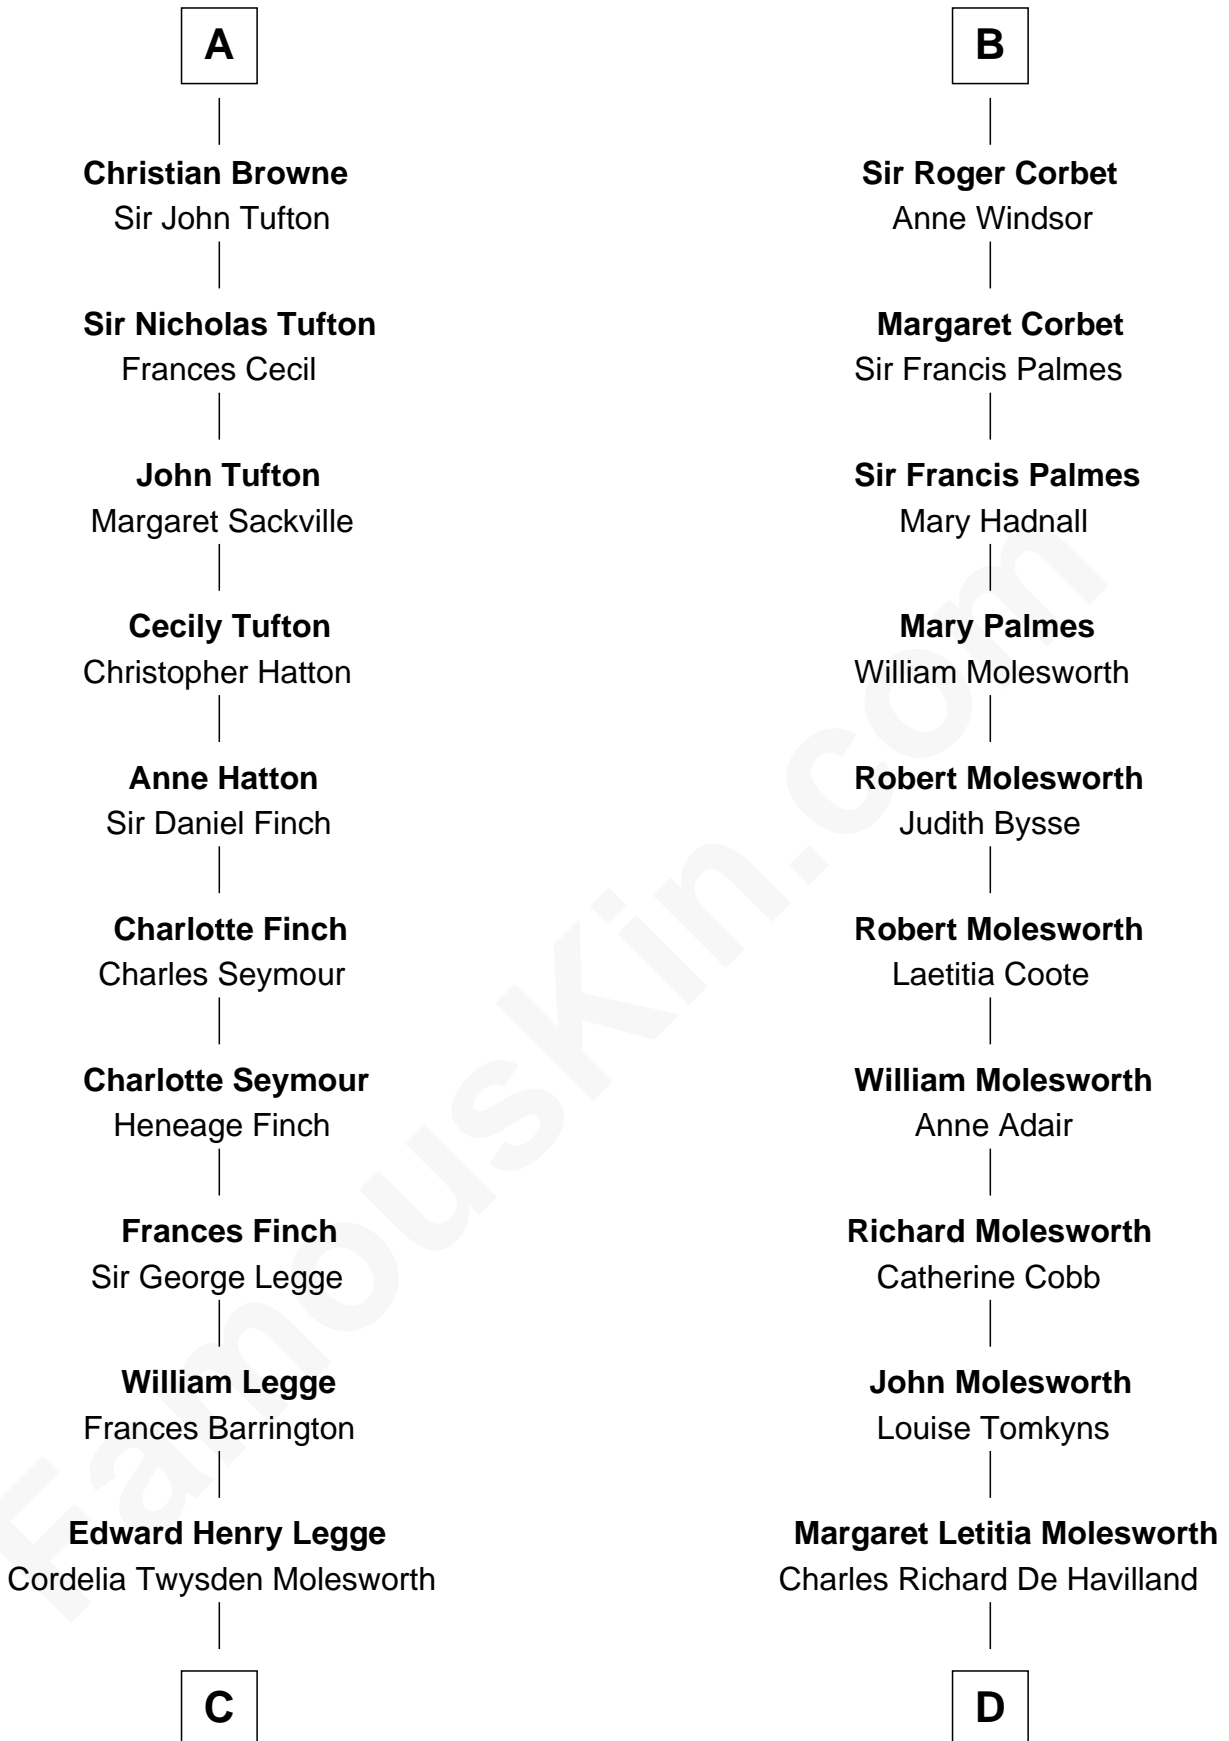 A
Christian Browne
Sir John Tufton
Sir Nicholas Tufton
Frances Cecil
John Tufton
Margaret Sackville
Cecily Tufton
Christopher Hatton
Anne Hatton
Sir Daniel Finch
Charlotte Finch
Charles Seymour
Charlotte Seymour
Heneage Finch
Frances Finch
Sir George Legge
William Legge
Frances Barrington
Edward Henry Legge
Cordelia Twysden Molesworth
C
B
Sir Roger Corbet
Anne Windsor
Margaret Corbet
Sir Francis Palmes
Sir Francis Palmes
Mary Hadnall
Mary Palmes
William Molesworth
Robert Molesworth
Judith Bysse
Robert Molesworth
Laetitia Coote
William Molesworth
Anne Adair
Richard Molesworth
Catherine Cobb
John Molesworth
Louise Tomkyns
Margaret Letitia Molesworth
Charles Richard De Havilland
D
FamousKin.com